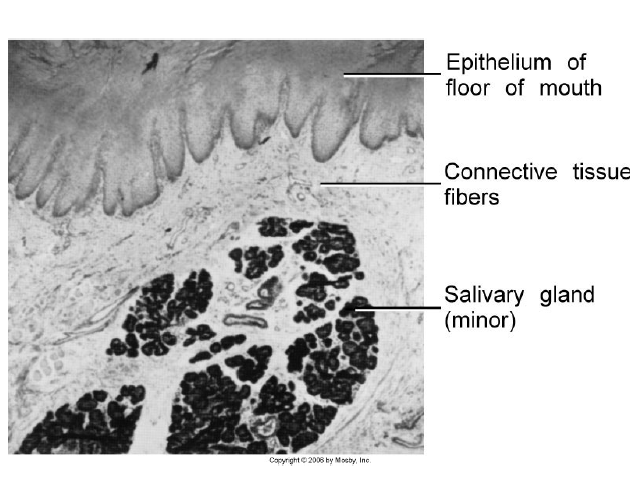 Epithelium of
floor of mouth
Connective tissue
fibers
Salivary gland
(minor)
Copyright © 2006 by Mosby, Inc.